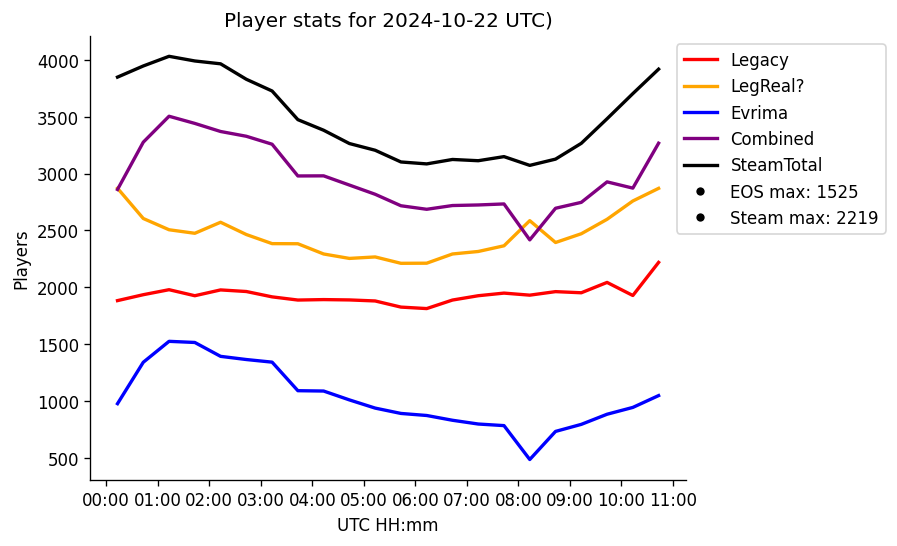 Player stats for 2024-10-22 UTC)
Players
4000
3500
3000
2500
2000
1500
1000
500
00:00 01:00 02:00 03:00 04:00 05:00 06:00 07:00 08:00 09:00 10:00 11:00
UTC HH:mm
Legacy
LegReal?
Evrima
Combined
SteamTotal
EOS max: 1525
Steam max: 2219